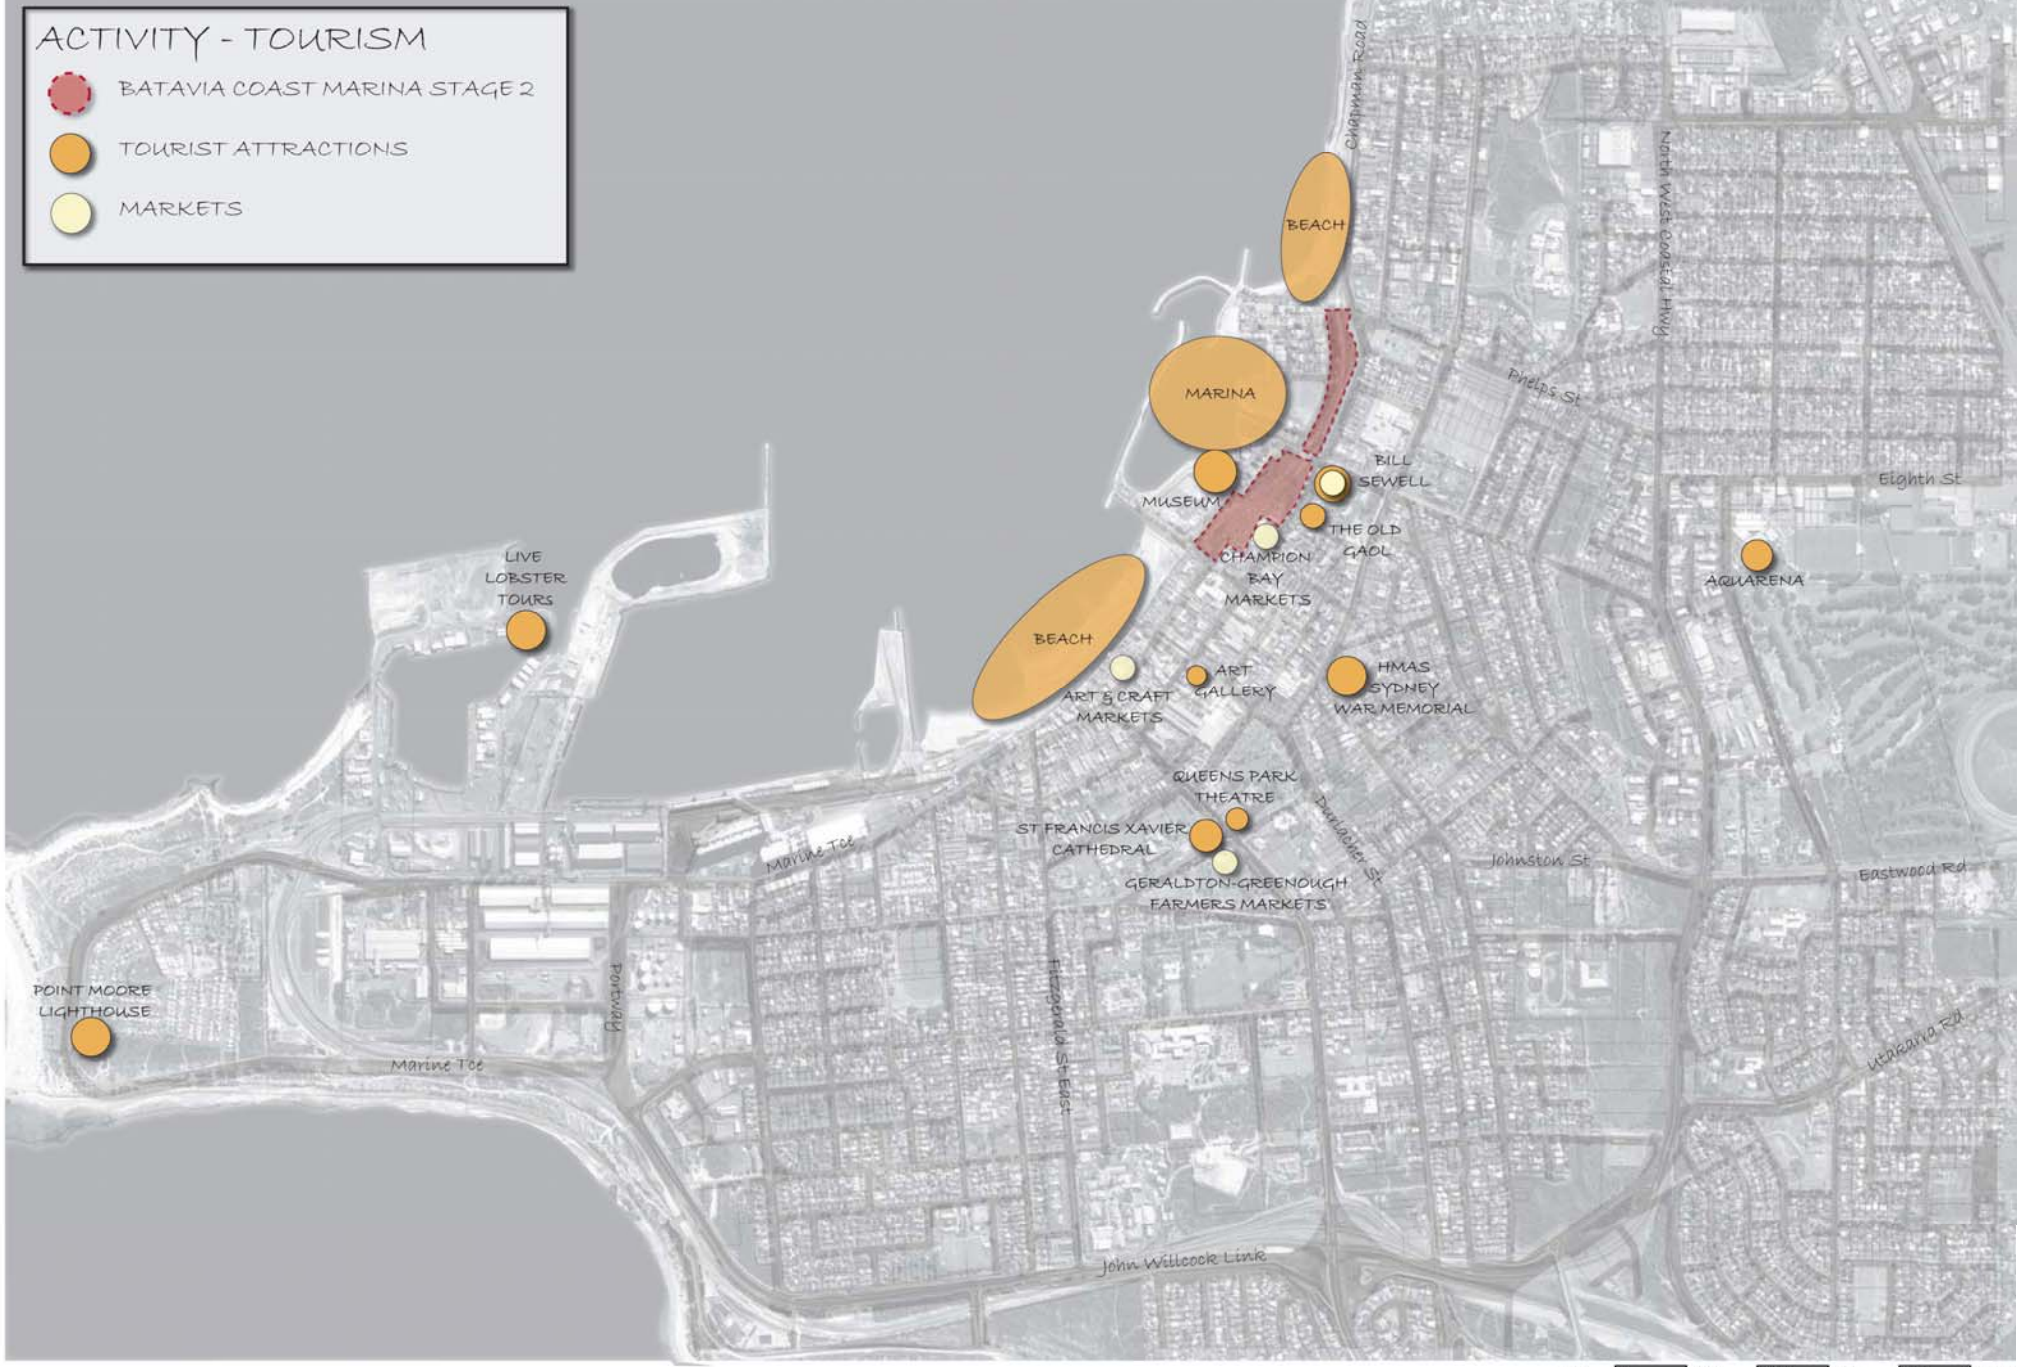 ACTIVITY - TOURISM
BATAVIA COAST MARINA STAGE 2
TOURIST ATTRACTIONS
MARKETS
Chapman Road
North West Coastal Hwy
BEACH
MARINA
Phelps St
BILL
SEWELL
Eighth St
MUSEUM
THE OLD
GAOL
CHAMPION
BAY
MARKETS
AQUARENA
LIVE
LOBSTER
TOURS
BEACH
ART & CRAFT
MARKETS
ART
GALLERY
HMAS
SYDNEY
WAR MEMORIAL
QUEENS PARK
THEATRE
ST FRANCIS XAVIER
CATHEDRAL
Durlacher St
Marine Tce
Johnston St
Eastwood Rd
GERALDTON-GREENOUGH
FARMERS MARKETS
POINT MOORE
LIGHTHOUSE
Portway
Fitzgerald St East
Utakarra Rd
Marine Tce
John Willcock Link